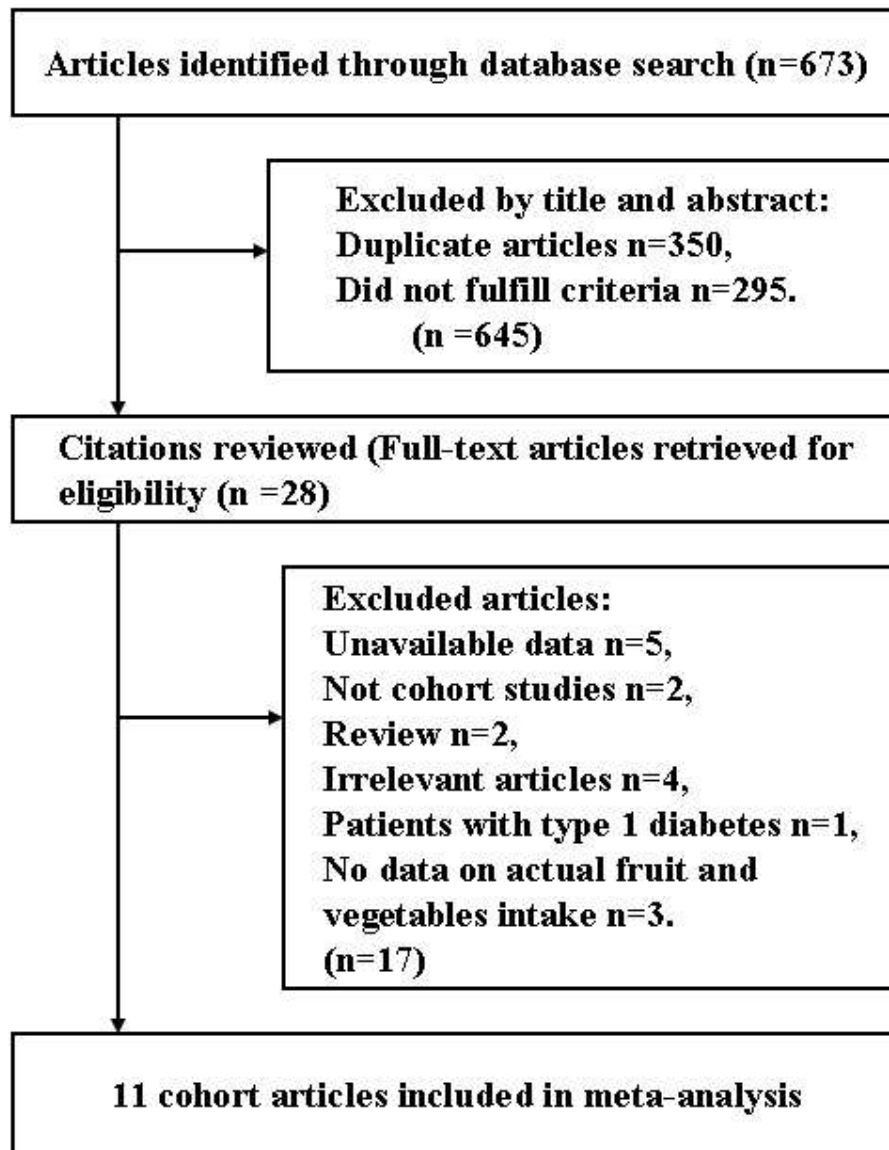 Articles identified through database search (n=673)
Excluded by title and abstract:
Duplicate articles n=350,
Did not fulfill criteria n=295.
(n =645)
Citations reviewed (Full-text articles retrieved for
eligibility (n =28)
Excluded articles:
Unavailable data n=5,
Not cohort studies n=2,
Review n=2,
Irrelevant articles n=4,
Patients with type 1 diabetes n=1,
No data on actual fruit and
vegetables intake n=3.
(n=17)
11 cohort articles included in meta-analysis